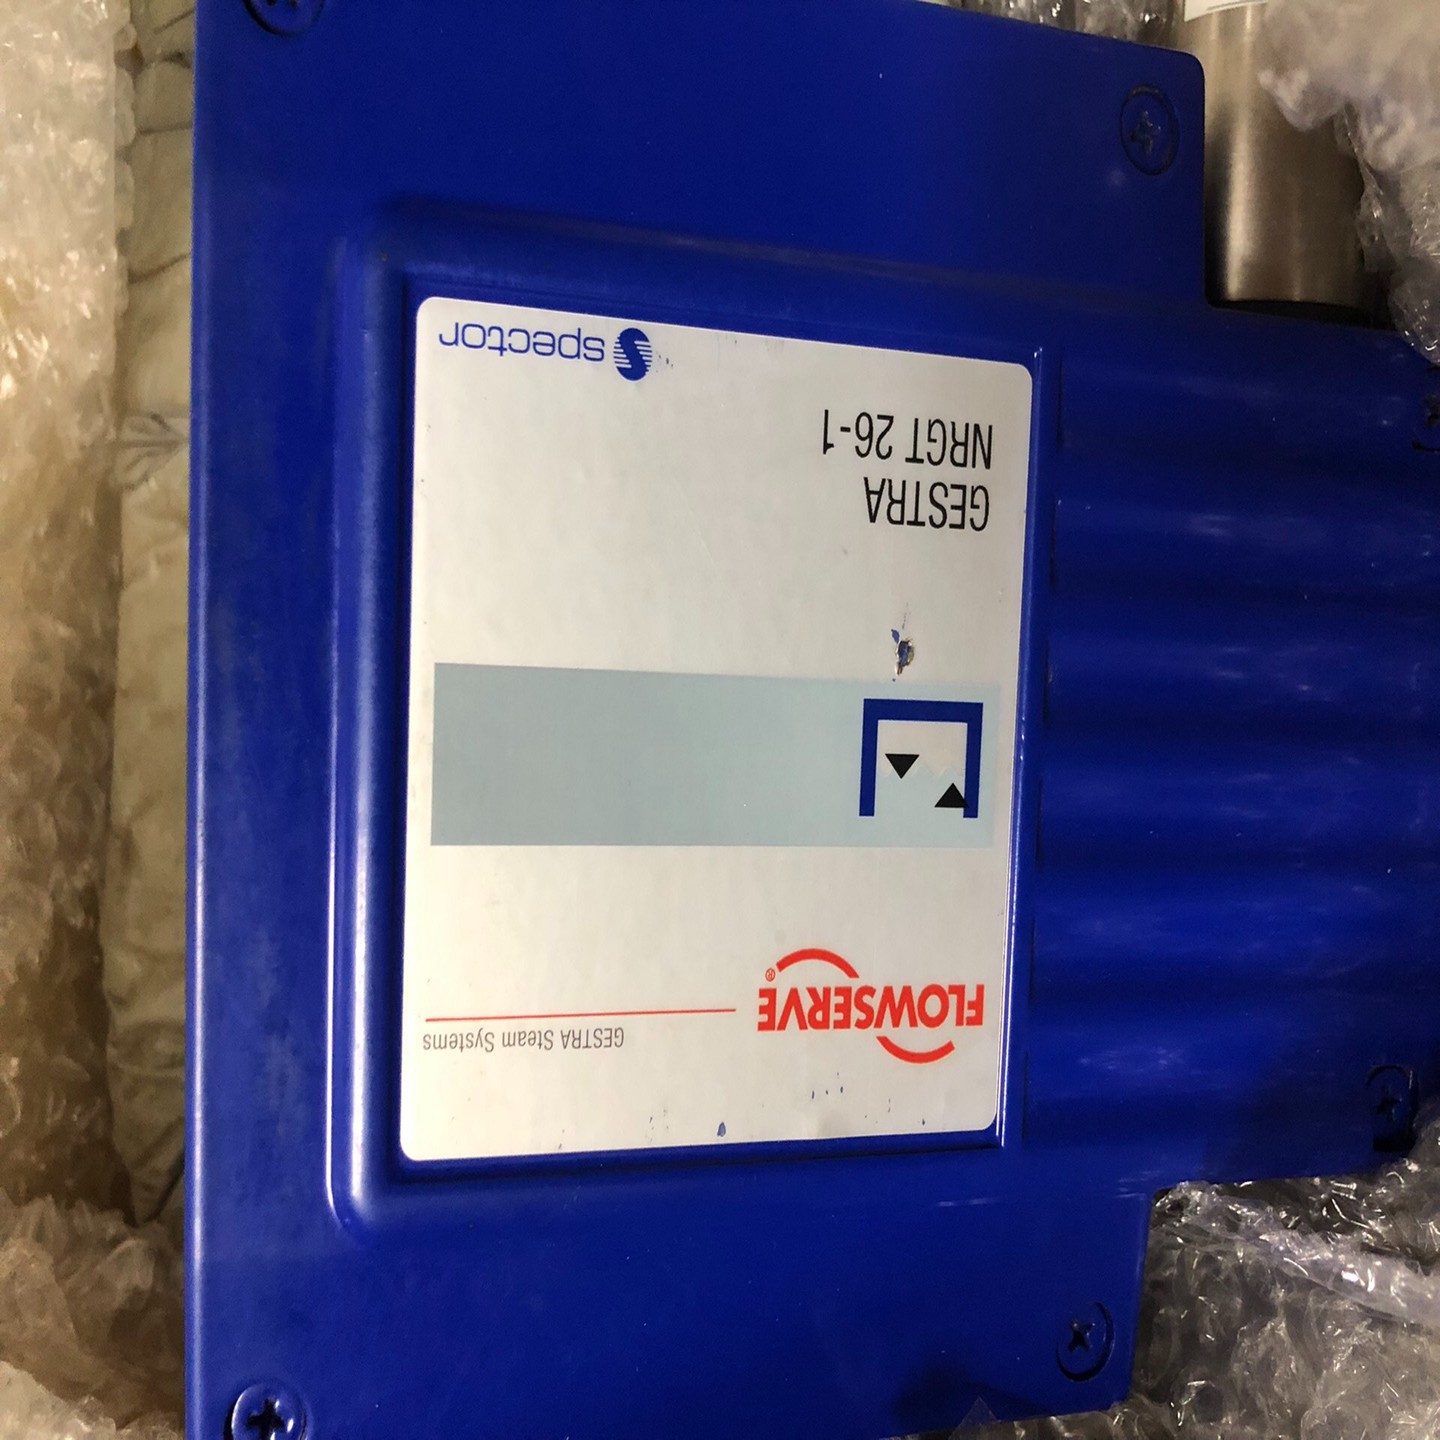 GESTRA Steam Systems
FLOWSERVE®
GESTRA
NRGT 26-1
spector